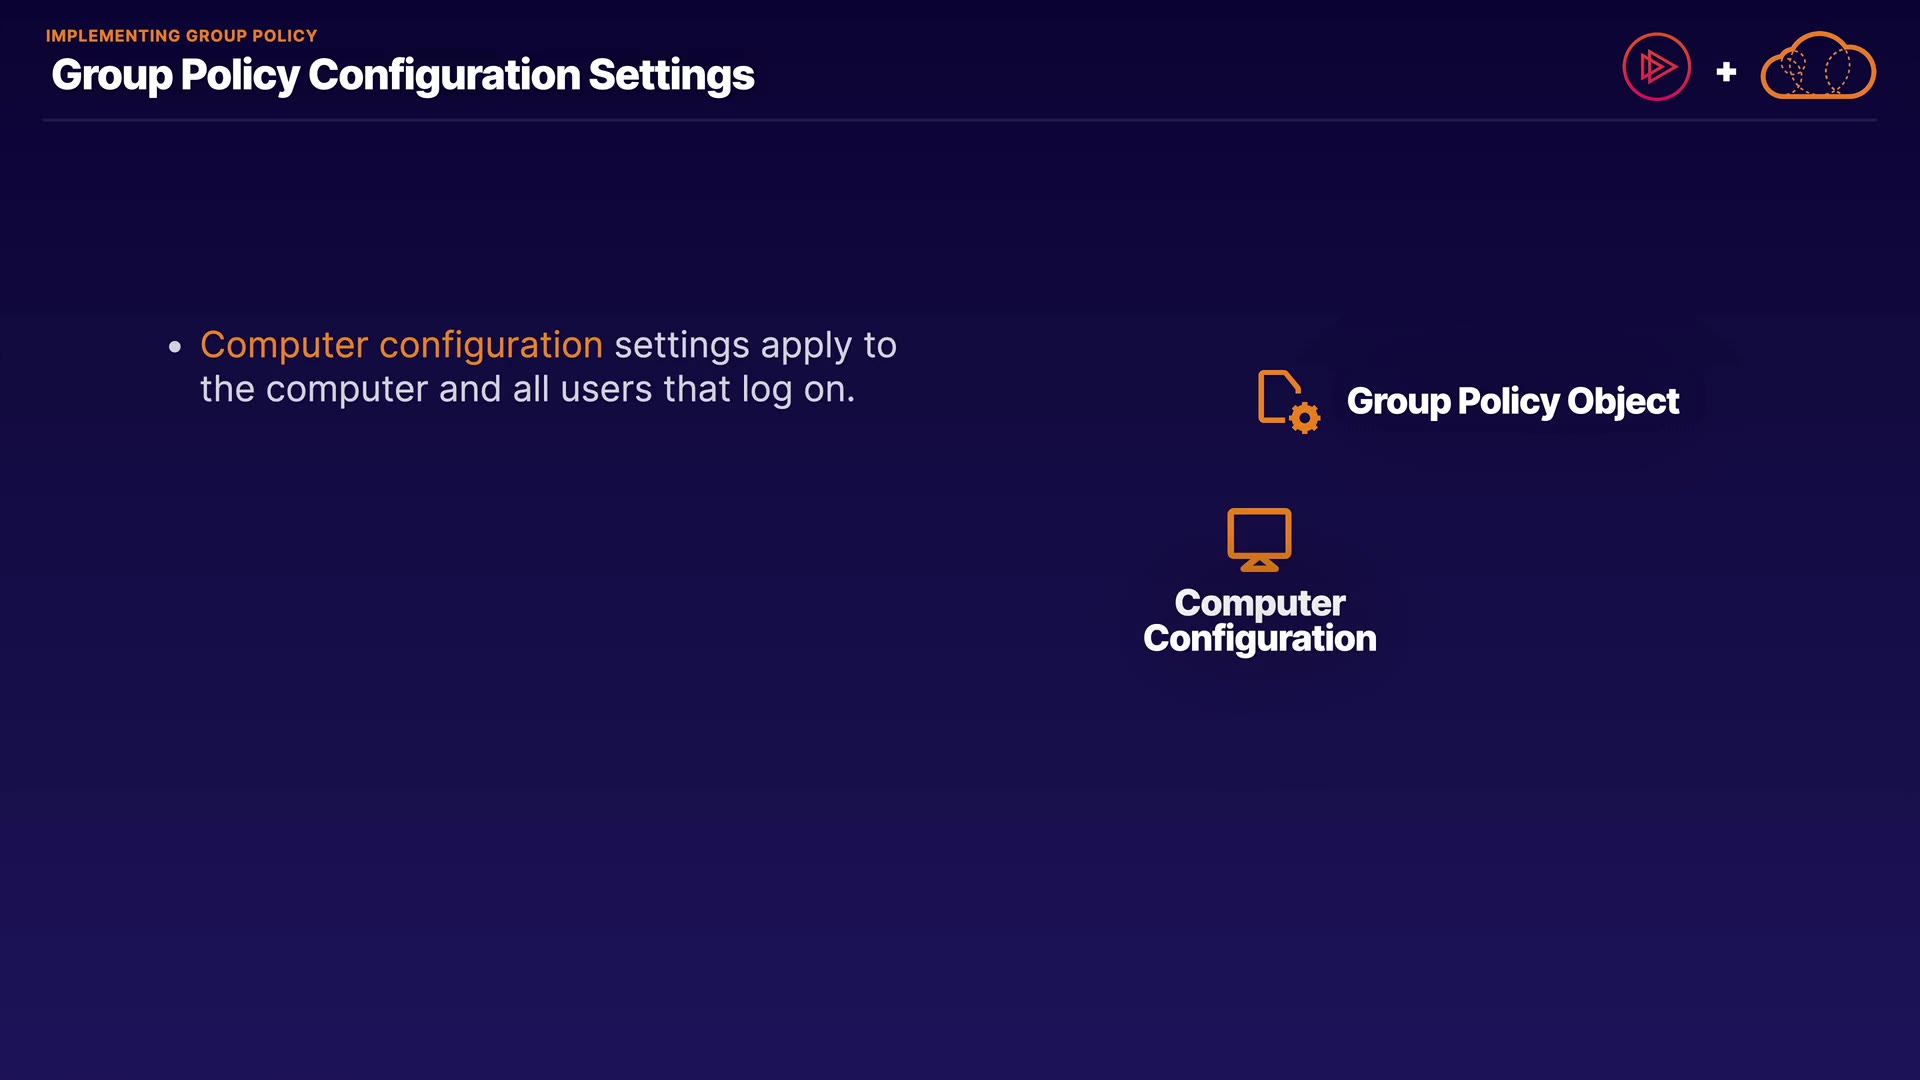 IMPLEMENTING GROUP POLICY
Group Policy Configuration Settings
+
• Computer configuration settings apply to
the computer and all users that log on.
Group Policy Object
Computer
Configuration